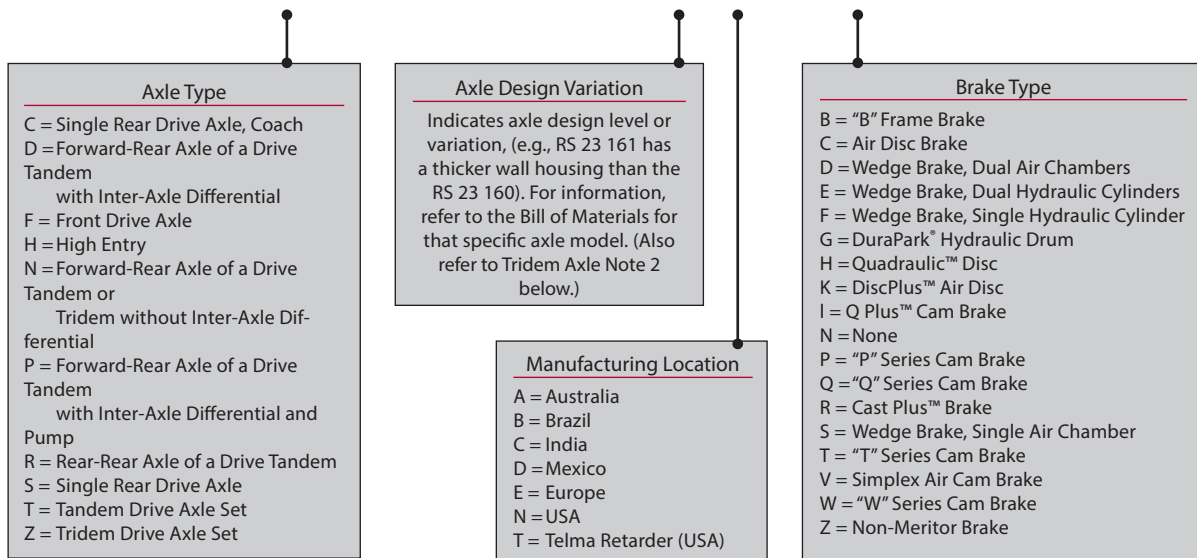 Axle Type
C = Single Rear Drive Axle, Coach
D = Forward-Rear Axle of a Drive
Tandem
with Inter-Axle Differential
F = Front Drive Axle
H = High Entry
N = Forward-Rear Axle of a Drive
Tandem or
Tridem without Inter-Axle Dif-
ferential
P = Forward-Rear Axle of a Drive
Tandem
with Inter-Axle Differential and
Pump
R = Rear-Rear Axle of a Drive Tandem
S = Single Rear Drive Axle
T = Tandem Drive Axle Set
Z = Tridem Drive Axle Set
Axle Design Variation
Indicates axle design level or
variation, (e.g., RS 23 161 has
a thicker wall housing than the
RS 23 160). For information,
refer to the Bill of Materials for
that specific axle model. (Also
refer to Tridem Axle Note 2
below.)
Manufacturing Location
A = Australia
B = Brazil
C = India
D = Mexico
E = Europe
N = USA
T = Telma Retarder (USA)
Brake Type
B = “B” Frame Brake
C = Air Disc Brake
D = Wedge Brake, Dual Air Chambers
E = Wedge Brake, Dual Hydraulic Cylinders
F = Wedge Brake, Single Hydraulic Cylinder
G = DuraPark® Hydraulic Drum
H = Quadraulic™ Disc
K = DiscPlus™ Air Disc
l = Q Plus™ Cam Brake
N = None
P = “P” Series Cam Brake
Q = “Q” Series Cam Brake
R = Cast Plus™ Brake
S = Wedge Brake, Single Air Chamber
T = “T” Series Cam Brake
V = Simplex Air Cam Brake
W = “W” Series Cam Brake
Z = Non-Meritor Brake